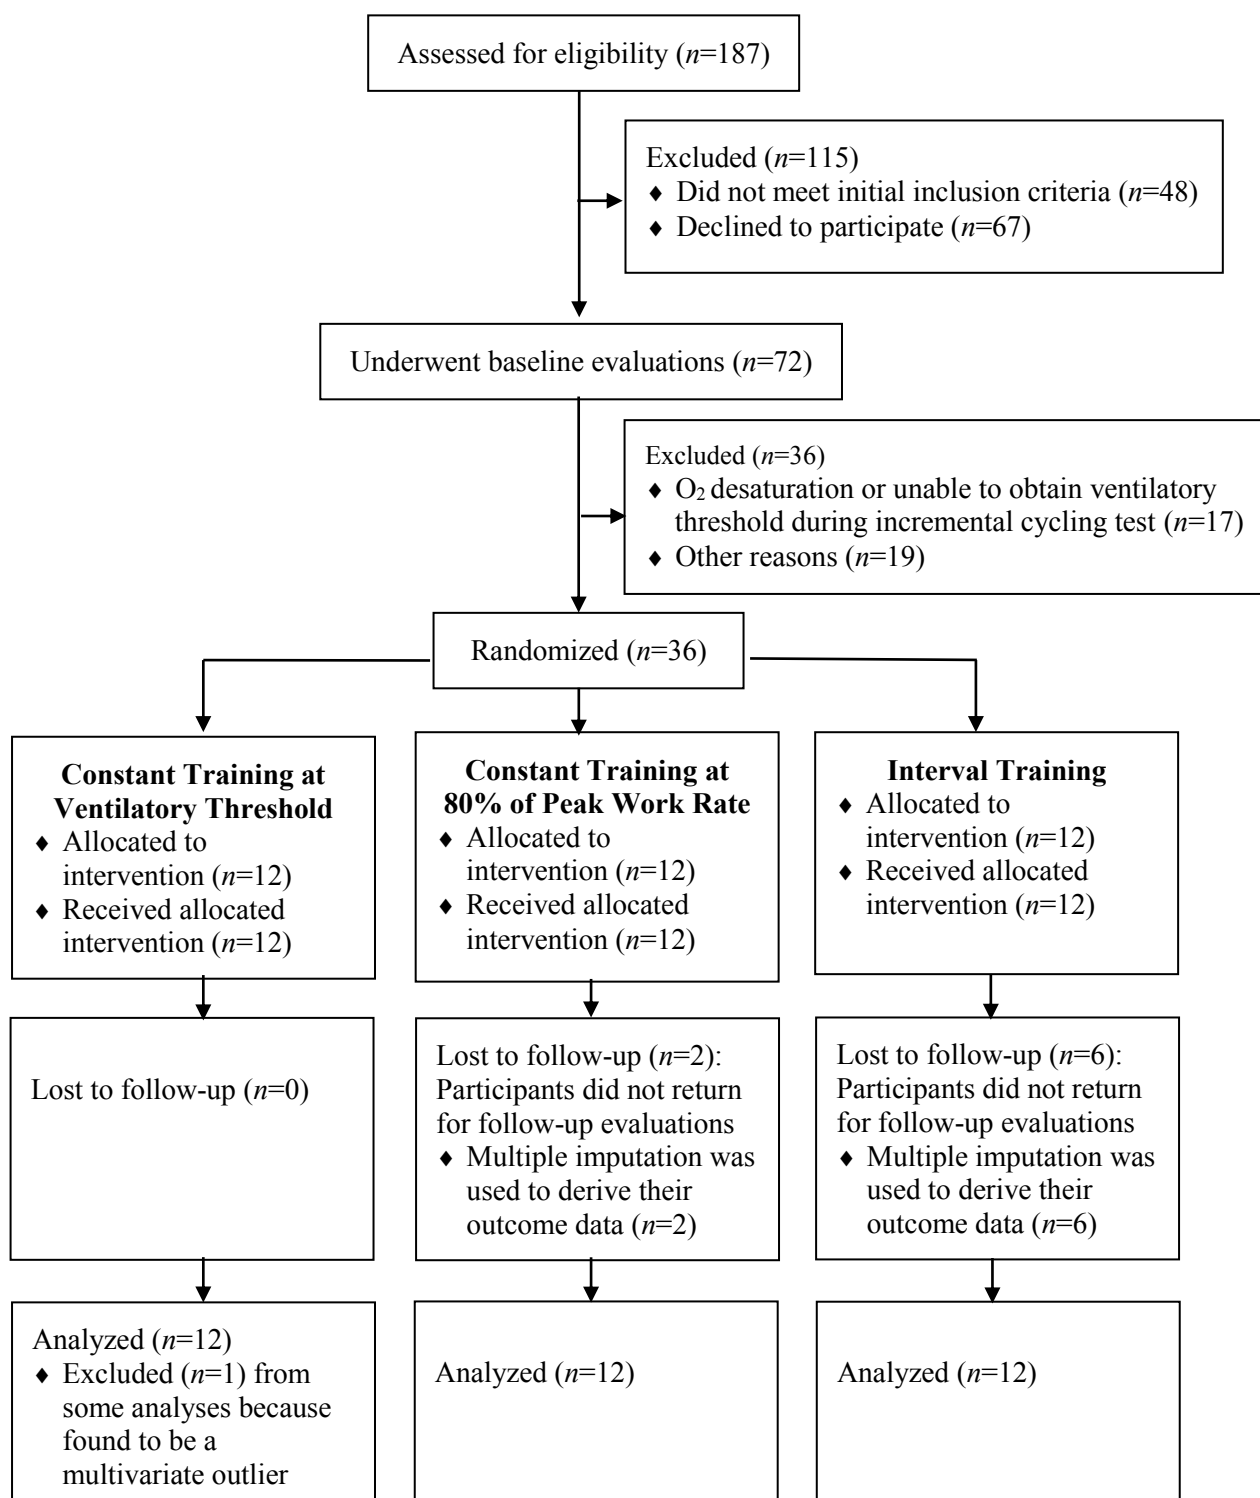 Assessed for eligibility (n=187)
Excluded (n=115)
♦ Did not meet initial inclusion criteria (n=48)
♦ Declined to participate (n=67)
Underwent baseline evaluations (n=72)
Excluded (n=36)
♦ O₂ desaturation or unable to obtain ventilatory
threshold during incremental cycling test (n=17)
♦ Other reasons (n=19)
Randomized (n=36)
Constant Training at
Ventilatory Threshold
♦ Allocated to
intervention (n=12)
♦ Received allocated
intervention (n=12)
Constant Training at
80% of Peak Work Rate
♦ Allocated to
intervention (n=12)
♦ Received allocated
intervention (n=12)
Interval Training
♦ Allocated to
intervention (n=12)
♦ Received allocated
intervention (n=12)
Lost to follow-up (n=0)
Lost to follow-up (n=2):
Participants did not return
for follow-up evaluations
♦ Multiple imputation was
used to derive their
outcome data (n=2)
Lost to follow-up (n=6):
Participants did not return
for follow-up evaluations
♦ Multiple imputation was
used to derive their
outcome data (n=6)
Analyzed (n=12)
♦ Excluded (n=1) from
some analyses because
found to be a
multivariate outlier
Analyzed (n=12)
Analyzed (n=12)